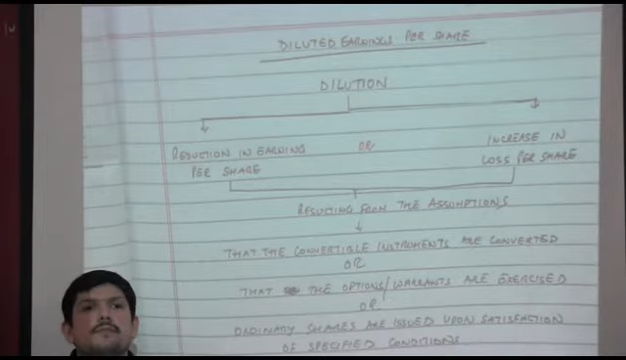 DILUTED EARNINGS PER SHARE
DILUTION
REDUCTION IN EARNING OR INCREASE IN
PER SHARE LOSS PER SHARE
RESULTING FROM THE ASSUMPTIONS
THAT THE CONVERTIBLE INSTRUMENTS ARE CONVERTED
OR
THAT THE OPTIONS/WARRANTS ARE EXERCISED
OR
ORDINARY SHARES ARE ISSUED UPON SATISFACTION
OF SPECIFIED CONDITIONS